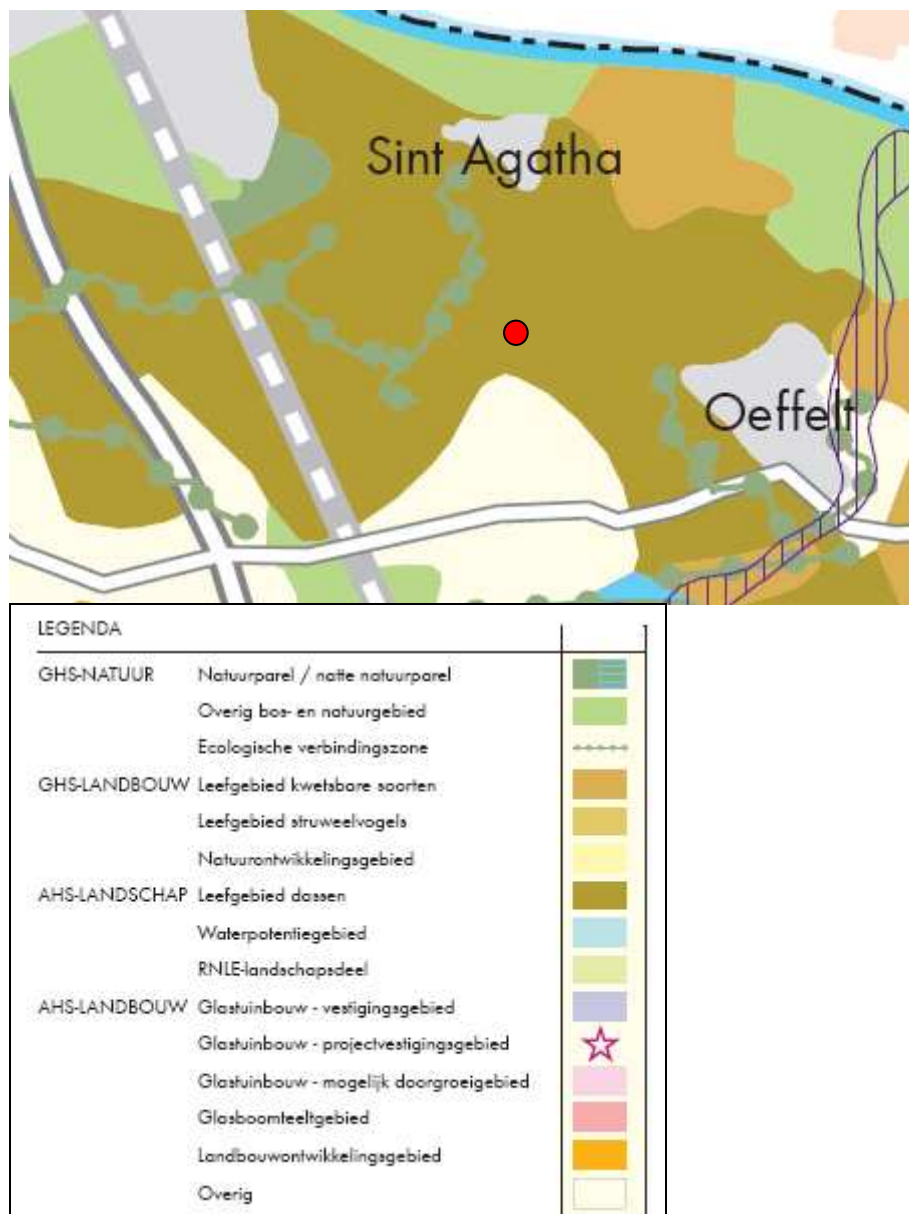 Sint Agatha
Oeffelt
LEGENDA
GHS-NATUUR Natuurparel / natte natuurparel
Overig bos- en natuurgebied
Ecologische verbindingszone
GHS-LANDBOUW Leefgebied kwetsbare soorten
Leefgebied struweelvogels
Natuurontwikkelingsgebied
AHS-LANDSCHAP Leefgebied dassen
Waterpotentiegebied
RNLE-landschapsdeel
AHS-LANDBOUW Glastuinbouw - vestigingsgebied
Glastuinbouw - projectvestigingsgebied
Glastuinbouw - mogelijk doorgroeigebied
Glasboomteeltgebied
Landbouwontwikkelingsgebied
Overig